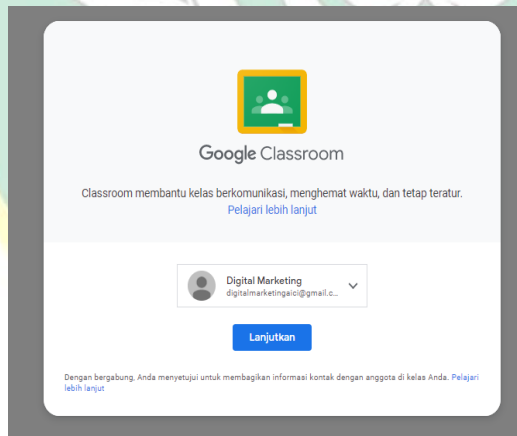 Google Classroom
Classroom membantu kelas berkomunikasi, menghemat waktu, dan tetap teratur.
Pelajari lebih lanjut
Digital Marketing
digitalmarketingaici@gmail.c...
Lanjutkan
Dengan bergabung, Anda menyetujui untuk membagikan informasi kontak dengan anggota di kelas Anda. Pelajari
lebih lanjut